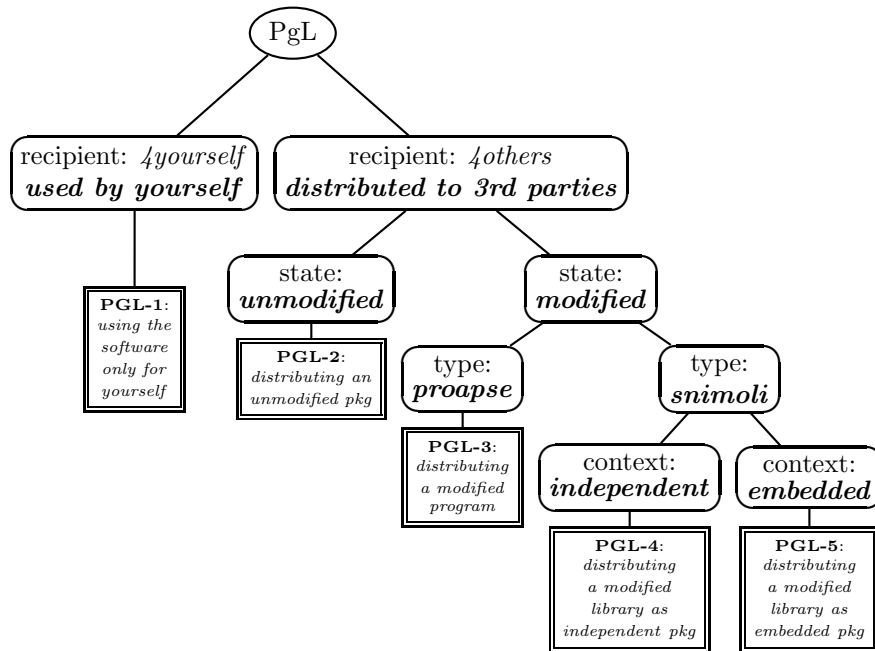 PgL
recipient: 4yourself
used by yourself
recipient: 4others
distributed to 3rd parties
state:
unmodified
state:
modified
PGL-1:
using the
software
only for
yourself
PGL-2:
distributing an
unmodified pkg
type:
proapse
type:
snimoli
PGL-3:
distributing
a modified
program
context:
independent
context:
embedded
PGL-4:
distributing
a modified
library as
independent pkg
PGL-5:
distributing
a modified
library as
embedded pkg